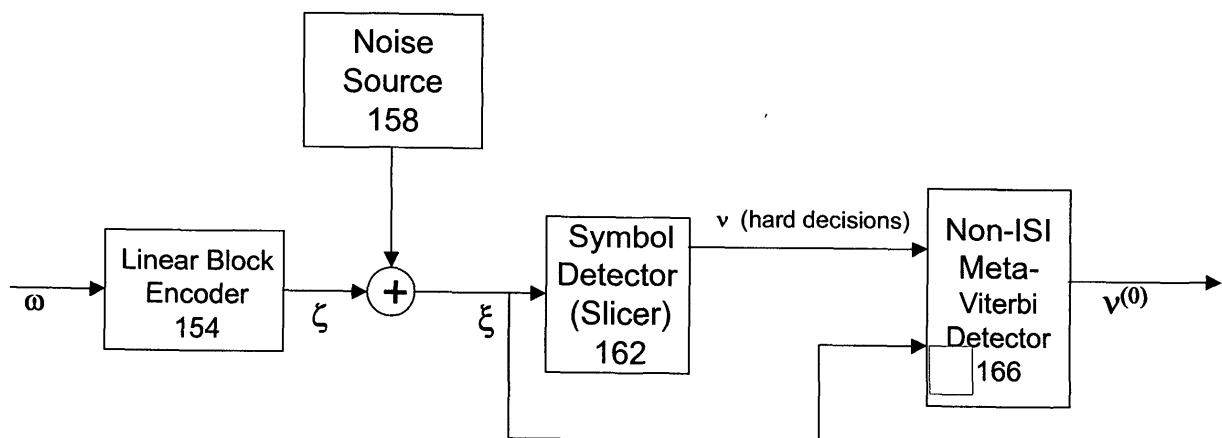 Noise
Source
158
Linear Block
Encoder
154
ω
ζ
+
ξ
Symbol
Detector
(Slicer)
162
ν (hard decisions)
Non-ISI
Meta-
Viterbi
Detector
166
ν(0)